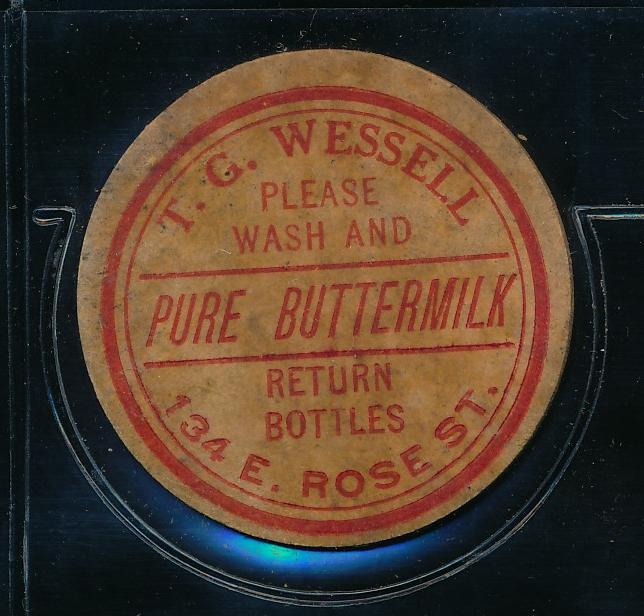 T. G. WESSELL
PLEASE
WASH AND
PURE BUTTERMILK
RETURN
BOTTLES
134 E. ROSE ST.